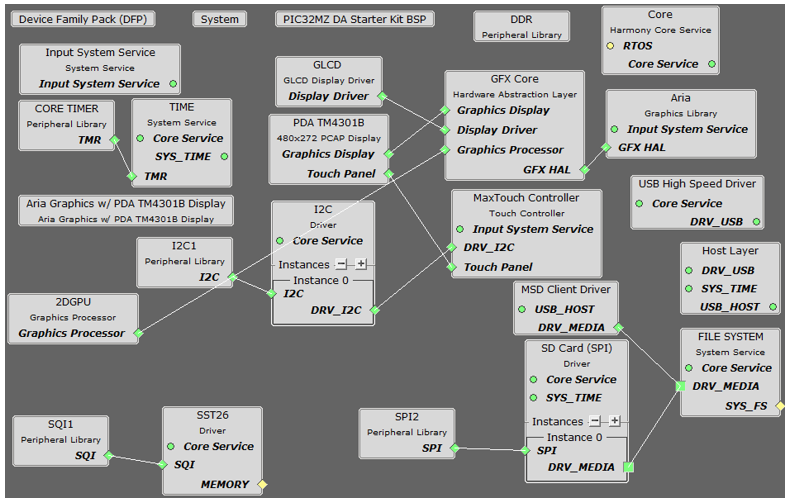 Device Family Pack (DFP)
System
PIC32MZ DA Starter Kit BSP
DDR
Peripheral Library
Core
Harmony Core Service
RTOS
Core Service
Input System Service
System Service
Input System Service
GLCD
GLCD Display Driver
Display Driver
GFX Core
Hardware Abstraction Layer
Graphics Display
Display Driver
Graphics Processor
GFX HAL
Aria
Graphics Library
Input System Service
GFX HAL
CORE TIMER
Peripheral Library
TMR
TIME
System Service
Core Service
SYS_TIME
TMR
PDA TM4301B
480x272 PCAP Display
Graphics Display
Touch Panel
USB High Speed Driver
Core Service
DRV_USB
Aria Graphics w/ PDA TM4301B Display
Aria Graphics w/ PDA TM4301B Display
I2C
Driver
Core Service
Instances
Instance 0
I2C
DRV_I2C
MaxTouch Controller
Touch Controller
Input System Service
DRV_I2C
Touch Panel
I2C1
Peripheral Library
I2C
Host Layer
DRV_USB
SYS_TIME
USB_HOST
2DGPU
Graphics Processor
Graphics Processor
MSD Client Driver
USB_HOST
DRV_MEDIA
FILE SYSTEM
System Service
Core Service
DRV_MEDIA
SYS_FS
SD Card (SPI)
Driver
Core Service
SYS_TIME
Instances
Instance 0
SPI
DRV_MEDIA
SQI1
Peripheral Library
SQI
SST26
Driver
Core Service
SQI
MEMORY
SPI2
Peripheral Library
SPI